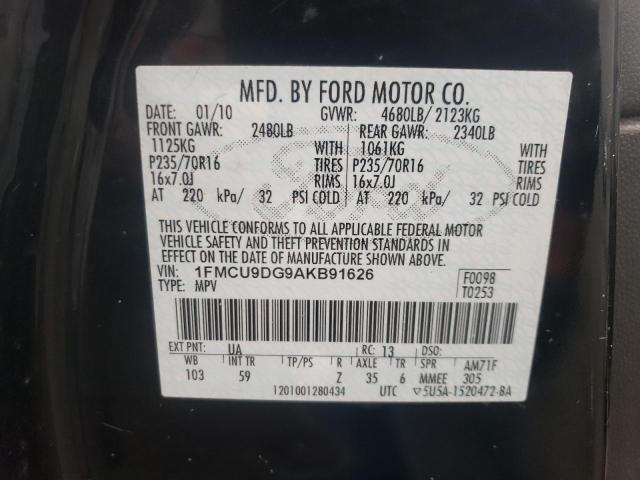 MFD. BY FORD MOTOR CO.
DATE: 01/10 GVWR: 4680LB/ 2123KG
FRONT GAWR: 2480LB REAR GAWR: 2340LB
1125KG WITH 1061KG WITH
P235/70R16 TIRES P235/70R16 TIRES
16x7.0J RIMS 16x7.0J RIMS
AT 220 kPa/ 32 PSI COLD AT 220 kPa/ 32 PSI COLD
THIS VEHICLE CONFORMS TO ALL APPLICABLE FEDERAL MOTOR
VEHICLE SAFETY AND THEFT PREVENTION STANDARDS IN
EFFECT ON THE DATE OF MANUFACTURE SHOWN ABOVE.
VIN: 1FMCU9DG9AKB91626 F0098
TYPE: MPV T0253
EXT PNT: UA RC: 13 DSO:
WB INT TR TP/PS R AXLE TR SPR AM71F
103 59 Z 35 6 MMEE 305
1201001280434 UTC ▽5U5A-1520472-BA